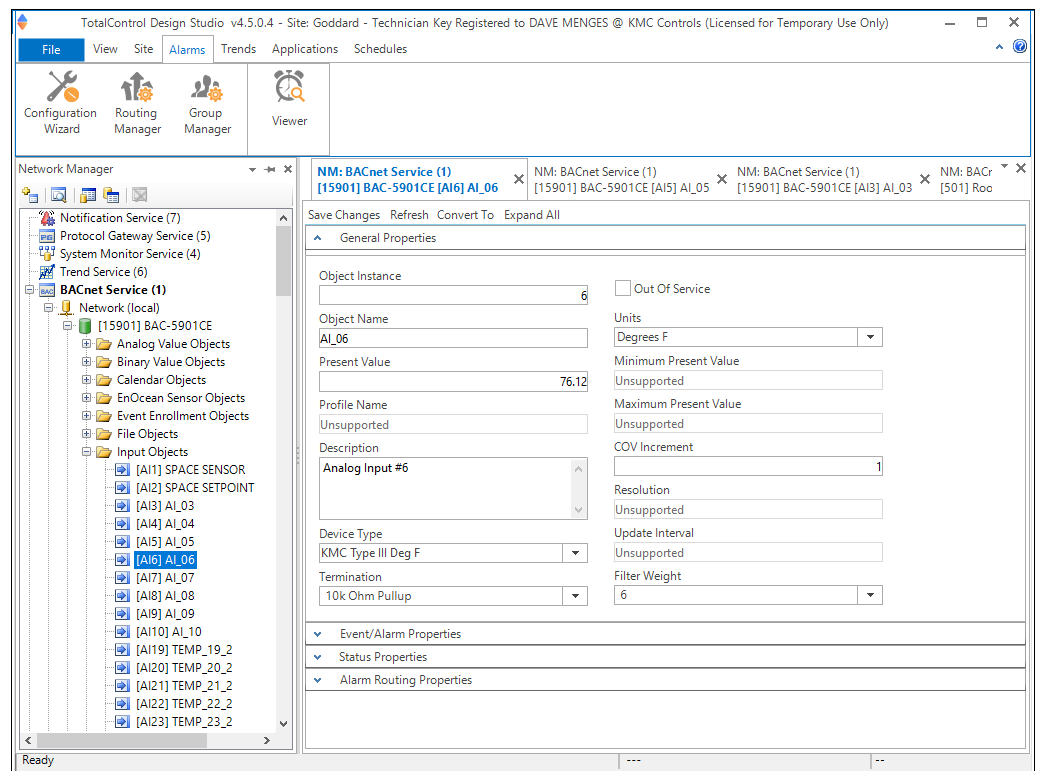 TotalControl Design Studio v4.5.0.4 - Site: Goddard - Technician Key Registered to DAVE MENGES @ KMC Controls (Licensed for Temporary Use Only)
File View Site Alarms Trends Applications Schedules
Configuration Wizard
Routing Manager
Group Manager
Viewer
Network Manager
Notification Service (7)
PG Protocol Gateway Service (5)
System Monitor Service (4)
Trend Service (6)
BAC BACnet Service (1)
Network (local)
[15901] BAC-5901CE
Analog Value Objects
Binary Value Objects
Calendar Objects
EnOcean Sensor Objects
Event Enrollment Objects
File Objects
Input Objects
[AI1] SPACE SENSOR
[AI2] SPACE SETPOINT
[AI3] AI_03
[AI4] AI_04
[AI5] AI_05
[AI6] AI_06
[AI7] AI_07
[AI8] AI_08
[AI9] AI_09
[AI10] AI_10
[AI19] TEMP_19_2
[AI20] TEMP_20_2
[AI21] TEMP_21_2
[AI22] TEMP_22_2
[AI23] TEMP_23_2
NM: BACnet Service (1)
[15901] BAC-5901CE [AI6] AI_06
NM: BACnet Service (1)
[15901] BAC-5901CE [AI5] AI_05
NM: BACnet Service (1)
[15901] BAC-5901CE [AI3] AI_03
NM: BACr
[501] Roo
Save Changes Refresh Convert To Expand All
General Properties
Object Instance
6
Object Name
AI_06
Present Value
76.12
Profile Name
Unsupported
Description
Analog Input #6
Device Type
KMC Type III Deg F
Termination
10k Ohm Pullup
Out Of Service
Units
Degrees F
Minimum Present Value
Unsupported
Maximum Present Value
Unsupported
COV Increment
1
Resolution
Unsupported
Update Interval
Unsupported
Filter Weight
6
Event/Alarm Properties
Status Properties
Alarm Routing Properties
Ready --- --